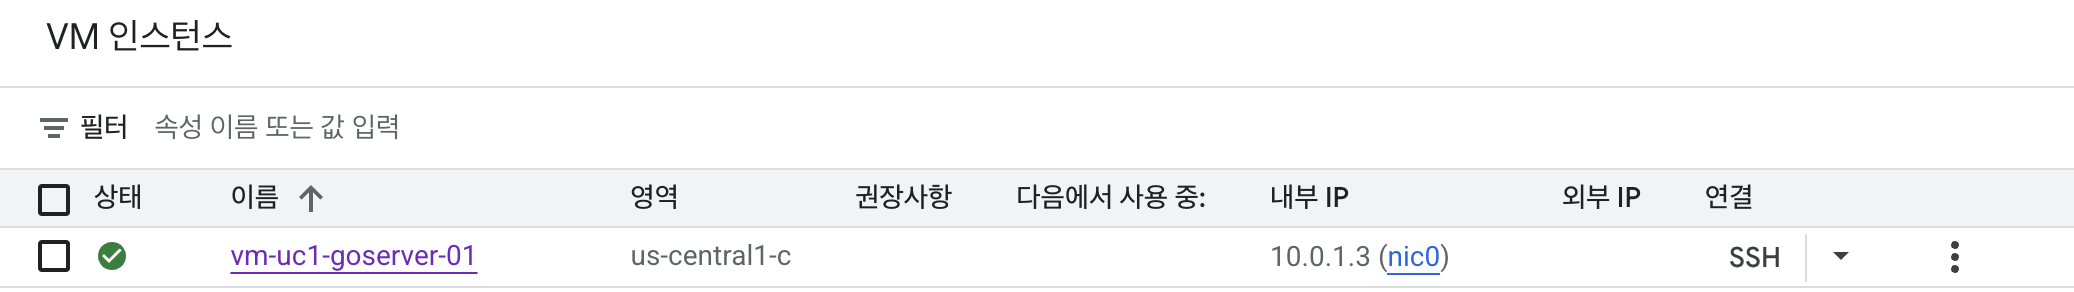 VM 인스턴스
필터 속성 이름 또는 값 입력
상태 이름 영역 권장사항 다음에서 사용 중: 내부 IP 외부 IP 연결
vm-uc1-goserver-01 us-central1-c 10.0.1.3 (nic0) SSH